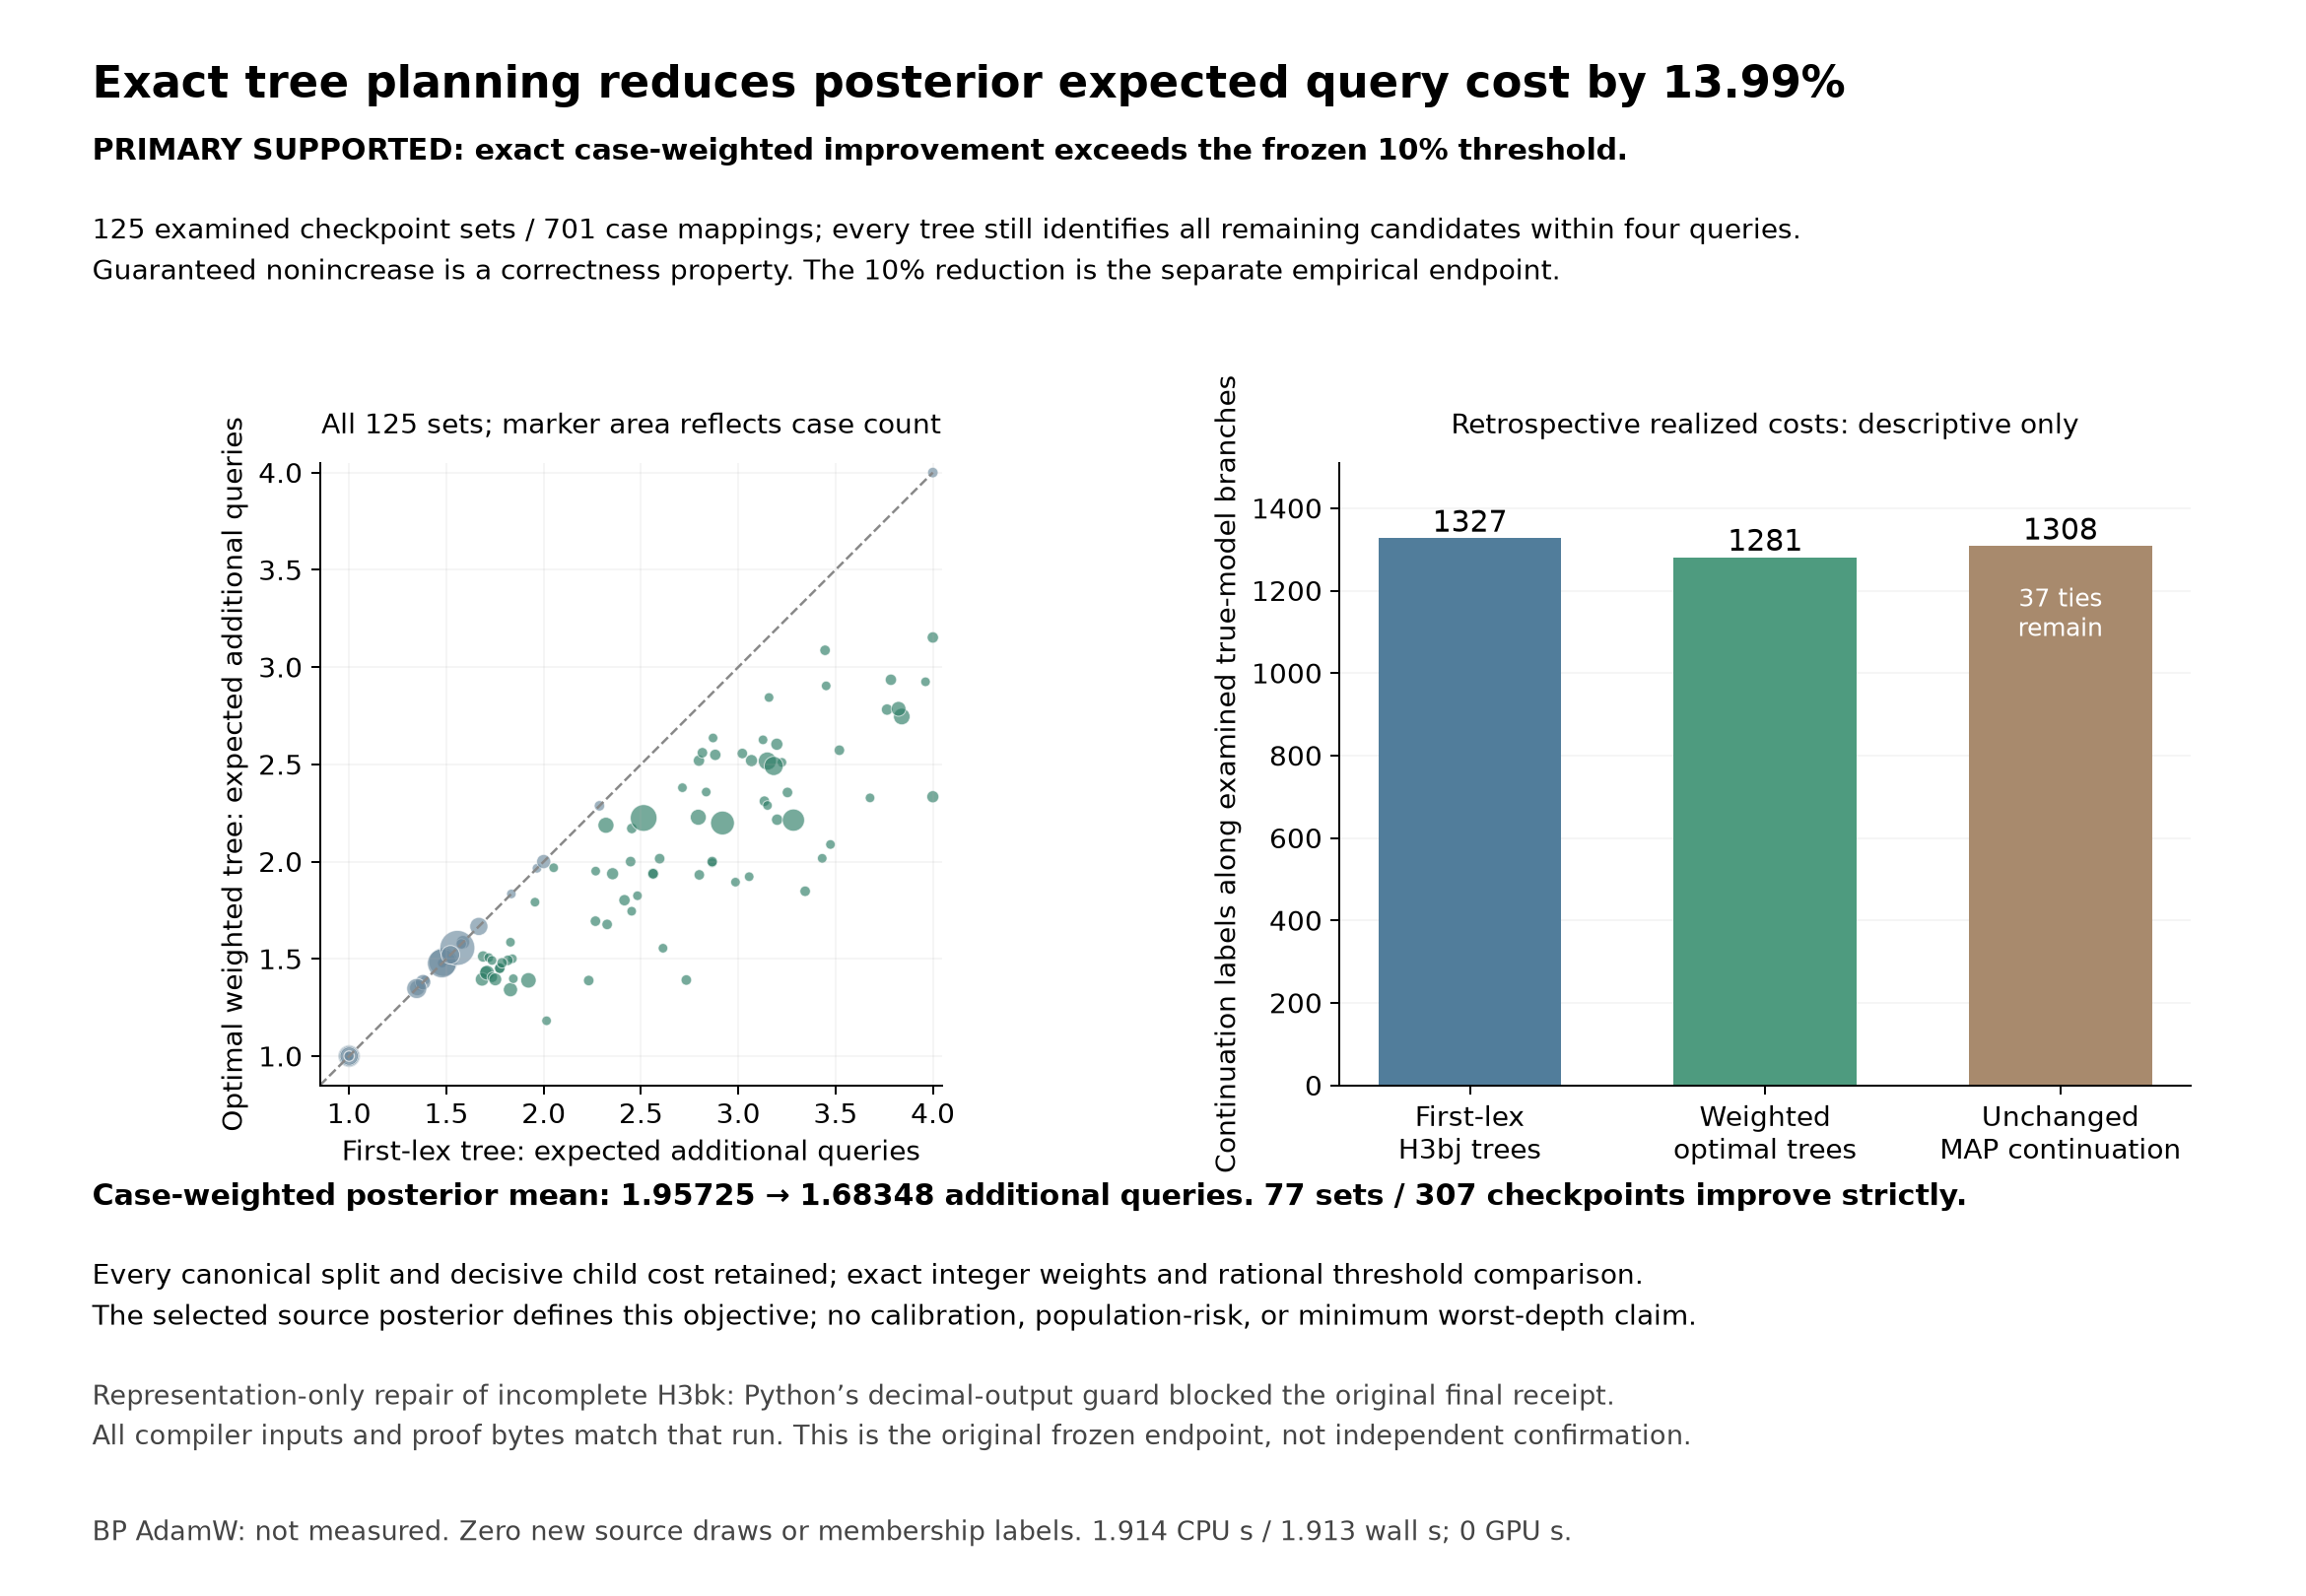 Exact tree planning reduces posterior expected query cost by 13.99%
PRIMARY SUPPORTED: exact case-weighted improvement exceeds the frozen 10% threshold.
125 examined checkpoint sets / 701 case mappings; every tree still identifies all remaining candidates within four queries.
Guaranteed nonincrease is a correctness property. The 10% reduction is the separate empirical endpoint.
All 125 sets; marker area reflects case count
Optimal weighted tree: expected additional queries
4.0
3.5
3.0
2.5
2.0
1.5
1.0
1.0 1.5 2.0 2.5 3.0 3.5 4.0
First-lex tree: expected additional queries
Retrospective realized costs: descriptive only
Continuation labels along examined true-model branches
1400
1200
1000
800
600
400
200
0
1327
1281
1308
37 ties
remain
First-lex
H3bj trees
Weighted
optimal trees
Unchanged
MAP continuation
Case-weighted posterior mean: 1.95725 → 1.68348 additional queries. 77 sets / 307 checkpoints improve strictly.
Every canonical split and decisive child cost retained; exact integer weights and rational threshold comparison.
The selected source posterior defines this objective; no calibration, population-risk, or minimum worst-depth claim.
Representation-only repair of incomplete H3bk: Python’s decimal-output guard blocked the original final receipt.
All compiler inputs and proof bytes match that run. This is the original frozen endpoint, not independent confirmation.
BP AdamW: not measured. Zero new source draws or membership labels. 1.914 CPU s / 1.913 wall s; 0 GPU s.